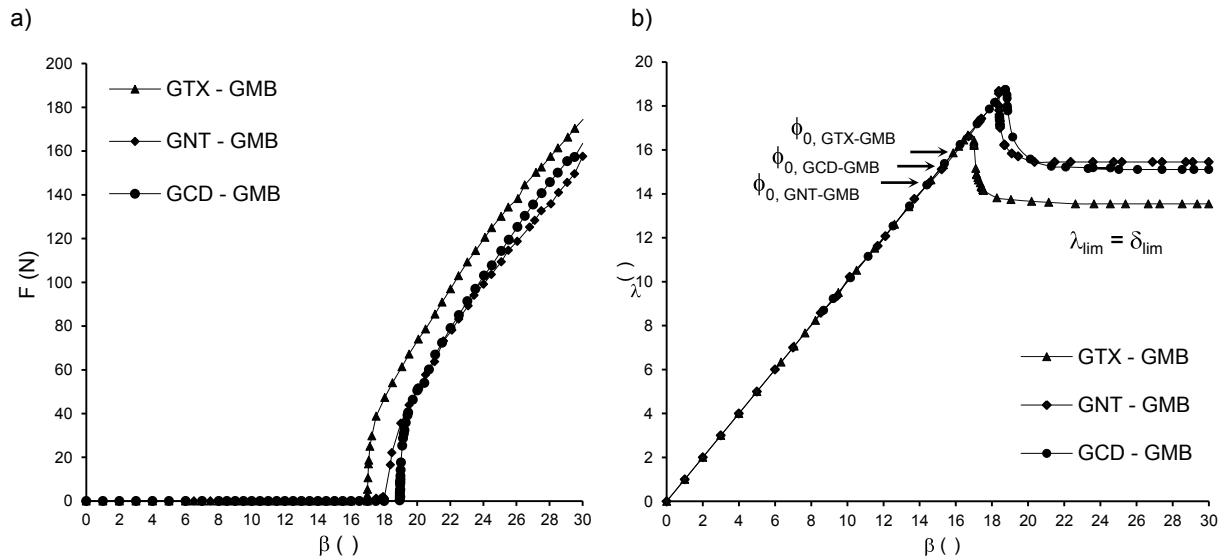 a)
F (N)
200
180
160
140
120
100
80
60
40
20
0
GTX - GMB
GNT - GMB
GCD - GMB
0 2 4 6 8 10 12 14 16 18 20 22 24 26 28 30
β ( )
b)
λ ( )
20
18
16
14
12
10
8
6
4
2
0
ϕ0, GTX-GMB
ϕ0, GCD-GMB
ϕ0, GNT-GMB
λlim = δlim
GTX - GMB
GNT - GMB
GCD - GMB
0 2 4 6 8 10 12 14 16 18 20 22 24 26 28 30
β ( )